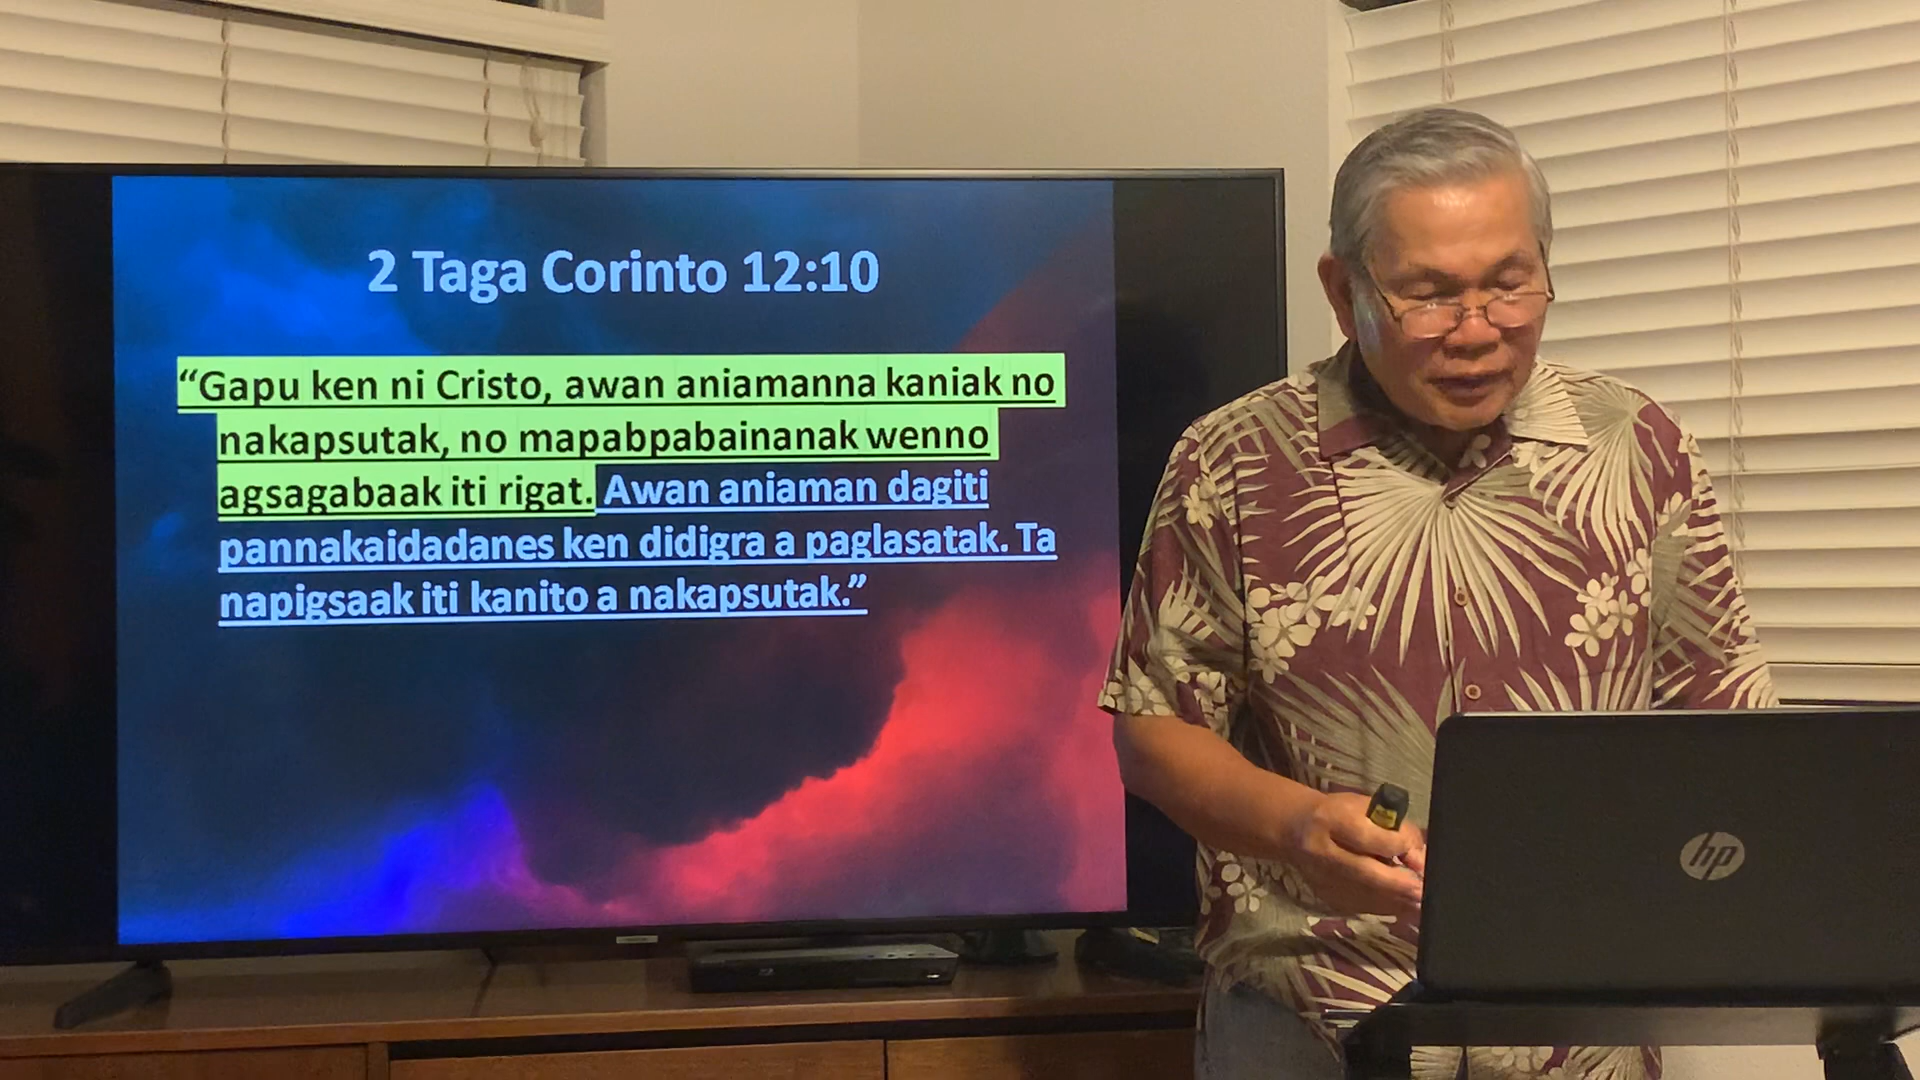 2 Taga Corinto 12:10
“Gapu ken ni Cristo, awan aniamanna kaniak no
nakapsutak, no mapabpabainanak wenno
agsagabaak iti rigat. Awan aniaman dagiti
pannakaidadanes ken didigra a paglasatak. Ta
napigsaak iti kanito a nakapsutak.”
hp